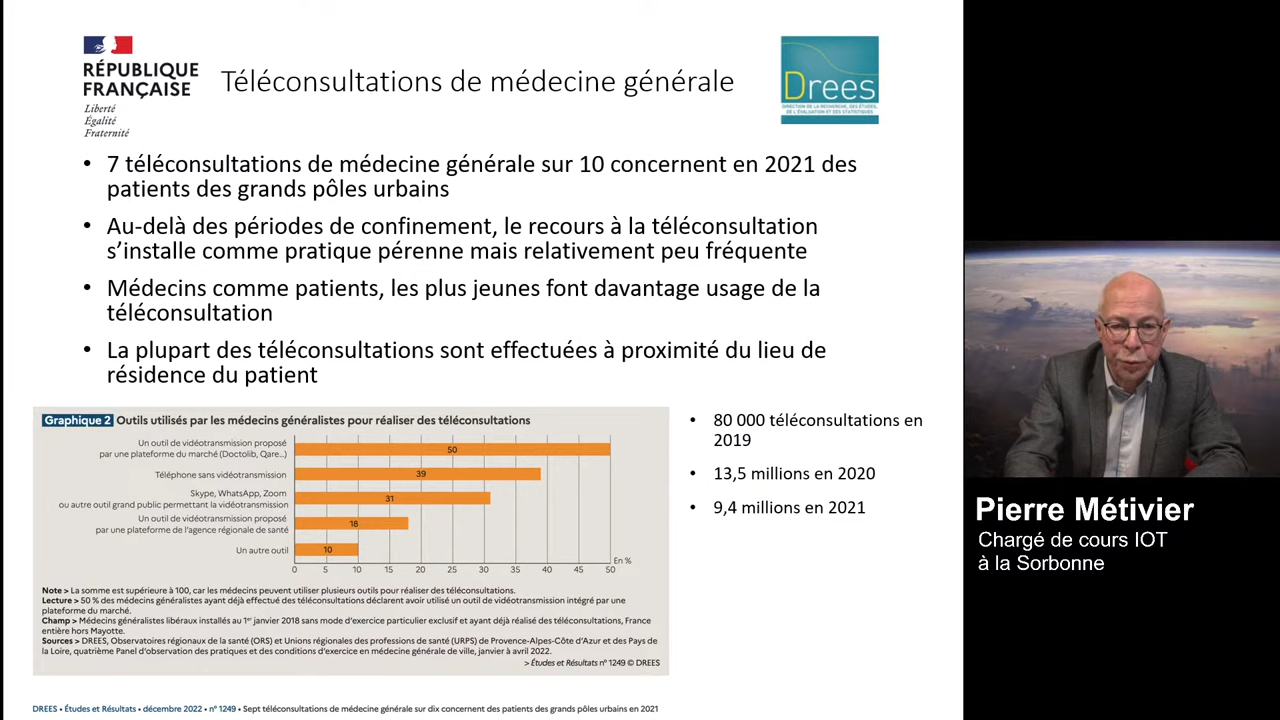 RÉPUBLIQUE
FRANÇAISE
Liberté
Égalité
Fraternité
Téléconsultations de médecine générale
Drees
DIRECTION DE LA RECHERCHE, DES ÉTUDES,
DE L'ÉVALUATION ET DES STATISTIQUES
• 7 téléconsultations de médecine générale sur 10 concernent en 2021 des
patients des grands pôles urbains
• Au-delà des périodes de confinement, le recours à la téléconsultation
s'installe comme pratique pérenne mais relativement peu fréquente
• Médecins comme patients, les plus jeunes font davantage usage de la
téléconsultation
• La plupart des téléconsultations sont effectuées à proximité du lieu de
résidence du patient
Graphique 2 Outils utilisés par les médecins généralistes pour réaliser des téléconsultations
Un outil de vidéotransmission proposé
par une plateforme du marché (Doctolib, Qare...)
50
Téléphone sans vidéotransmission
39
Skype, WhatsApp, Zoom
ou autre outil grand public permettant la vidéotransmission
31
Un outil de vidéotransmission proposé
par une plateforme de l'agence régionale de santé
18
Un autre outil
10
En %
0 5 10 15 20 25 30 35 40 45 50
Note > La somme est supérieure à 100, car les médecins peuvent utiliser plusieurs outils pour réaliser des téléconsultations.
Lecture > 50 % des médecins généralistes ayant déjà effectué des téléconsultations déclarent avoir utilisé un outil de vidéotransmission intégré par une
plateforme du marché.
Champ > Médecins généralistes libéraux installés au 1er janvier 2018 sans mode d'exercice particulier exclusif et ayant déjà réalisé des téléconsultations, France
entière hors Mayotte.
Sources > DREES, Observatoires régionaux de la santé (ORS) et Unions régionales des professions de santé (URPS) de Provence-Alpes-Côte d'Azur et des Pays de
la Loire, quatrième Panel d'observation des pratiques et des conditions d'exercice en médecine générale de ville, janvier à avril 2022.
> Études et Résultats n° 1249 © DREES
• 80 000 téléconsultations en
2019
• 13,5 millions en 2020
• 9,4 millions en 2021
Pierre Métivier
Chargé de cours IOT
à la Sorbonne
DREES • Études et Résultats • décembre 2022 • n° 1249 • Sept téléconsultations de médecine générale sur dix concernent des patients des grands pôles urbains en 2021